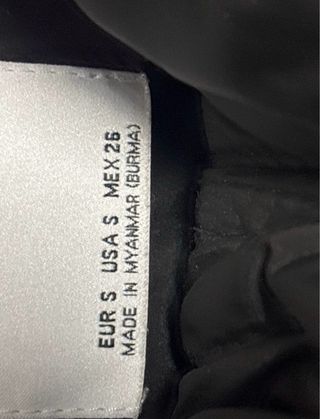 EUR S USA S MEX 26
MADE IN MYANMAR (BURMA)